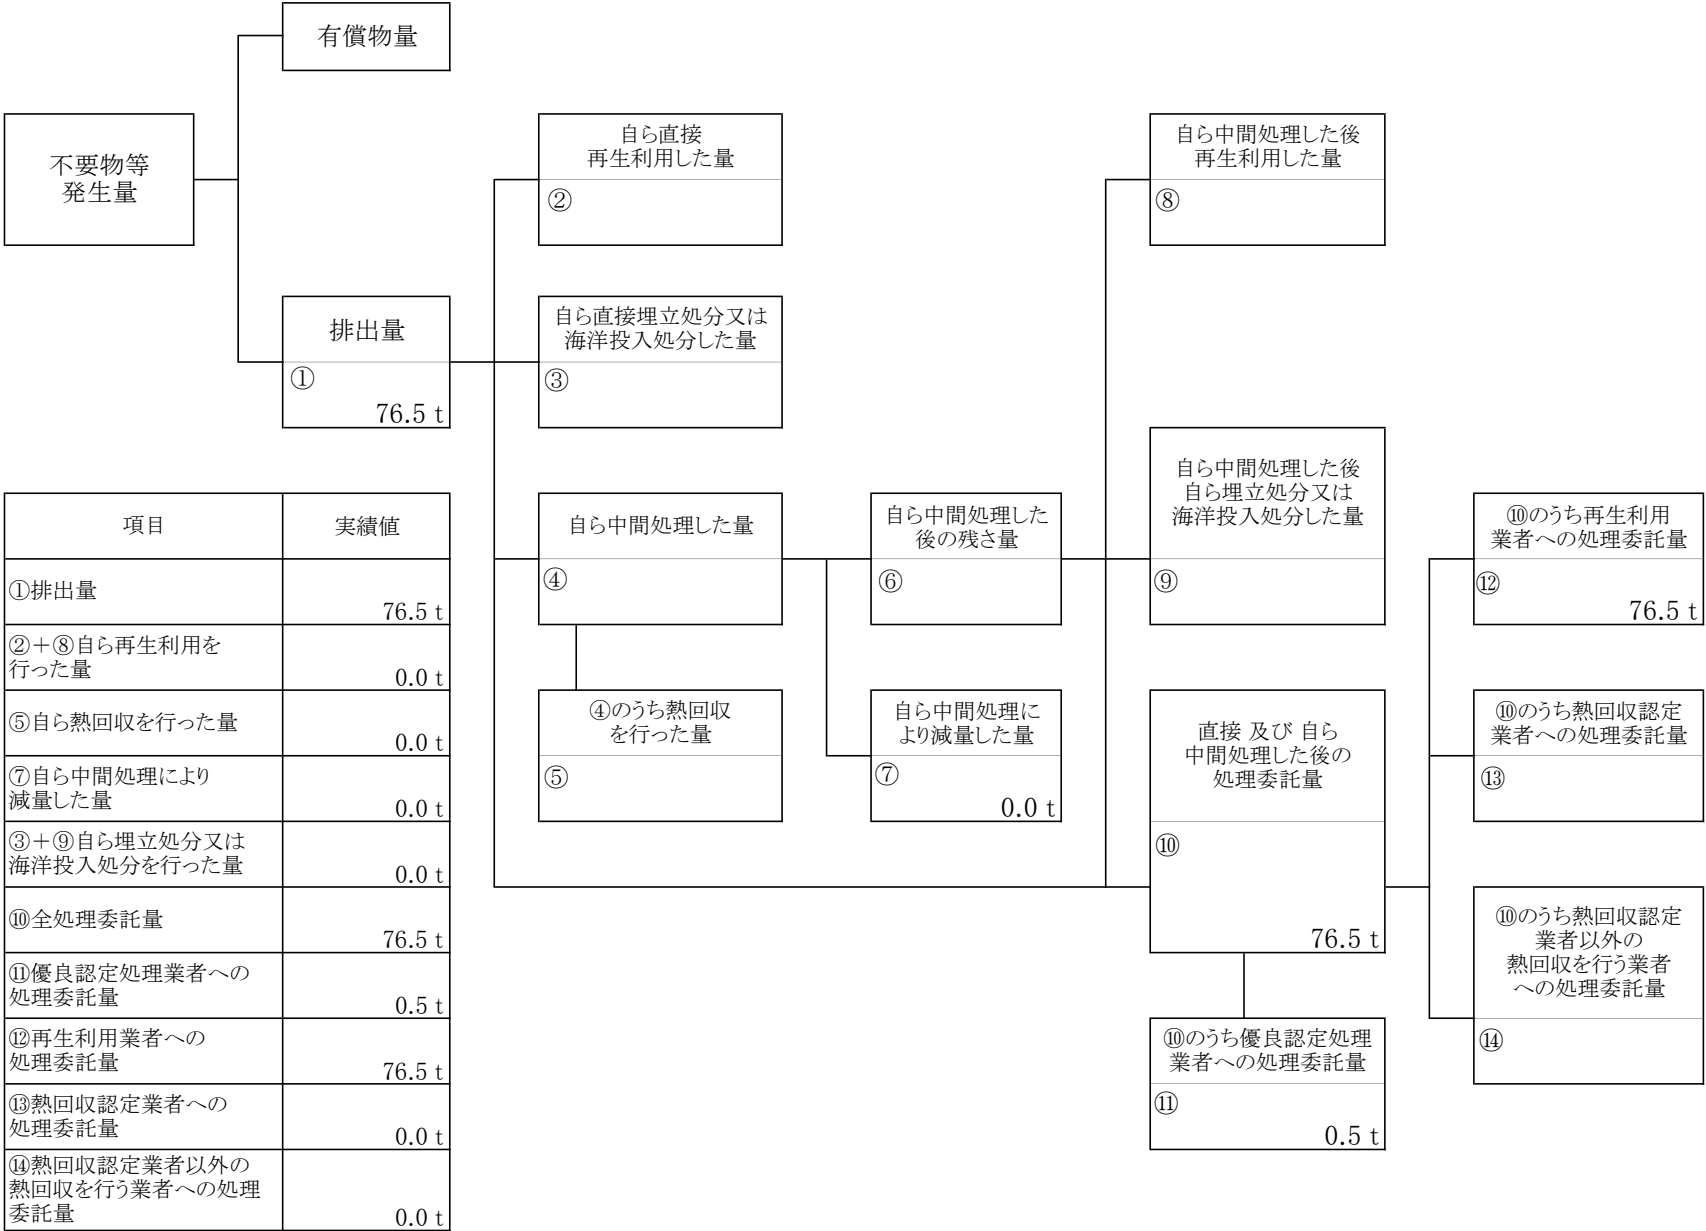 有償物量
不要物等
発生量
排出量
①
76.5 t
自ら直接
再生利用した量
②
自ら直接埋立処分又は
海洋投入処分した量
③
自ら中間処理した量
④
④のうち熱回収
を行った量
⑤
自ら中間処理した
後の残さ量
⑥
自ら中間処理に
より減量した量
⑦
0.0 t
自ら中間処理した後
再生利用した量
⑧
自ら中間処理した後
自ら埋立処分又は
海洋投入処分した量
⑨
直接 及び 自ら
中間処理した後の
処理委託量
⑩
76.5 t
⑩のうち優良認定処理
業者への処理委託量
⑪
0.5 t
⑩のうち再生利用
業者への処理委託量
⑫
76.5 t
⑩のうち熱回収認定
業者への処理委託量
⑬
⑩のうち熱回収認定
業者以外の
熱回収を行う業者
への処理委託量
⑭
項目
実績値
①排出量
76.5 t
②＋⑧自ら再生利用を
行った量
0.0 t
⑤自ら熱回収を行った量
0.0 t
⑦自ら中間処理により
減量した量
0.0 t
③＋⑨自ら埋立処分又は
海洋投入処分を行った量
0.0 t
⑩全処理委託量
76.5 t
⑪優良認定処理業者への
処理委託量
0.5 t
⑫再生利用業者への
処理委託量
76.5 t
⑬熱回収認定業者への
処理委託量
0.0 t
⑭熱回収認定業者以外の
熱回収を行う業者への処理
委託量
0.0 t